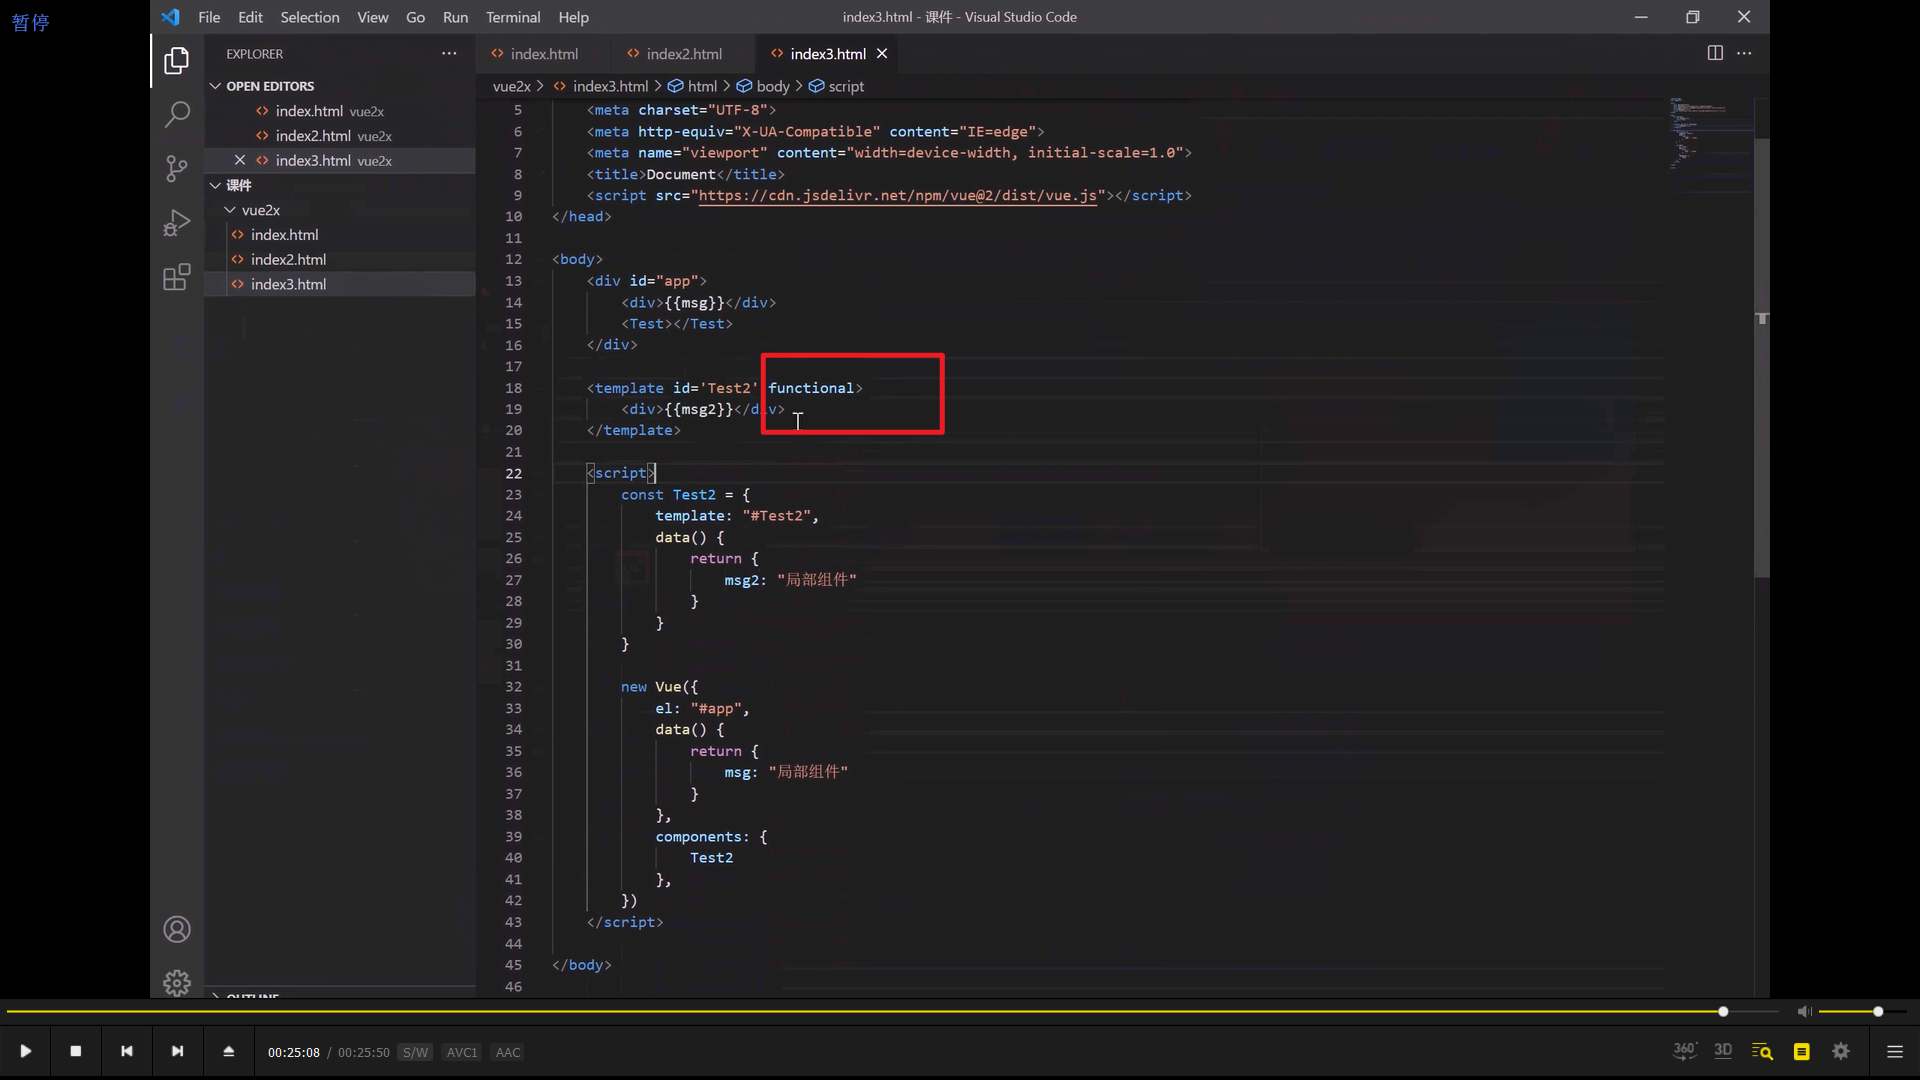 暂停
File Edit Selection View Go Run Terminal Help
index3.html - 课件 - Visual Studio Code
EXPLORER
OPEN EDITORS
index.html vue2x
index2.html vue2x
index3.html vue2x
课件
vue2x
index.html
index2.html
index3.html
OUTLINE
index.html index2.html index3.html
vue2x > index3.html > html > body > script
5 <meta charset="UTF-8">
6 <meta http-equiv="X-UA-Compatible" content="IE=edge">
7 <meta name="viewport" content="width=device-width, initial-scale=1.0">
8 <title>Document</title>
9 <script src="https://cdn.jsdelivr.net/npm/vue@2/dist/vue.js"></script>
10 </head>
11
12 <body>
13 <div id="app">
14 <div>{{msg}}</div>
15 <Test></Test>
16 </div>
17
18 <template id='Test2' functional>
19 <div>{{msg2}}</div>
20 </template>
21
22 <script>
23 const Test2 = {
24 template: "#Test2",
25 data() {
26 return {
27 msg2: "局部组件"
28 }
29 }
30 }
31
32 new Vue({
33 el: "#app",
34 data() {
35 return {
36 msg: "局部组件"
37 }
38 },
39 components: {
40 Test2
41 },
42 })
43 </script>
44
45 </body>
46
00:25:08 / 00:25:50 S/W AVC1 AAC
360° 3D